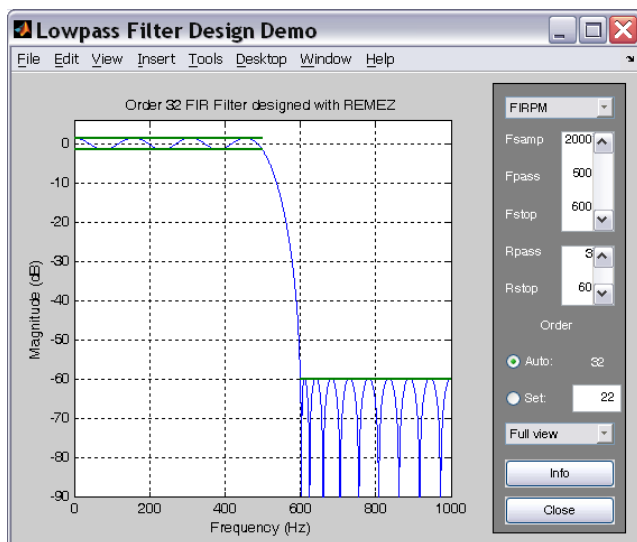 Lowpass Filter Design Demo
File Edit View Insert Tools Desktop Window Help
Order 32 FIR Filter designed with REMEZ
0
-10
-20
-30
-40
-50
-60
-70
-80
-90
Magnitude (dB)
0 200 400 600 800 1000
Frequency (Hz)
FIRPM
Fsamp 2000
Fpass 500
Fstop 600
Rpass 3
Rstop 60
Order
Auto: 32
Set: 22
Full view
Info
Close